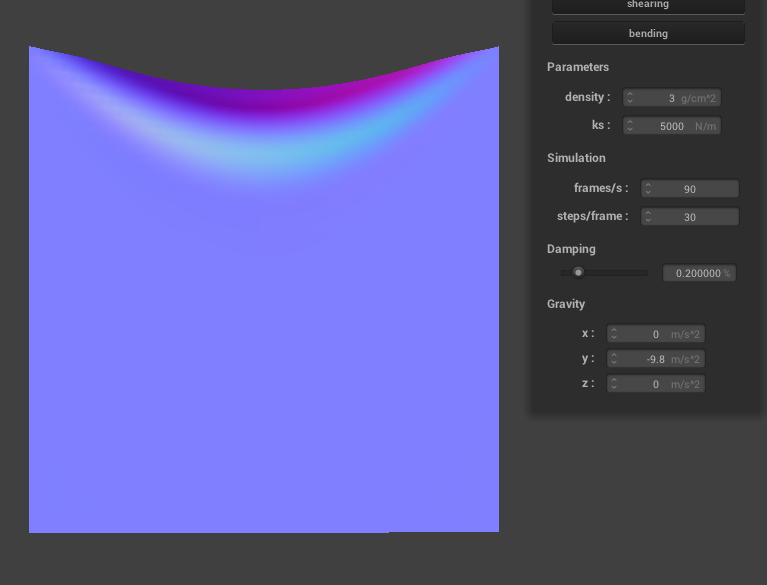 shearing
bending
Parameters
density : 3 g/cm^2
ks : 5000 N/m
Simulation
frames/s : 90
steps/frame : 30
Damping
0.200000 %
Gravity
x : 0 m/s^2
y : -9.8 m/s^2
z : 0 m/s^2